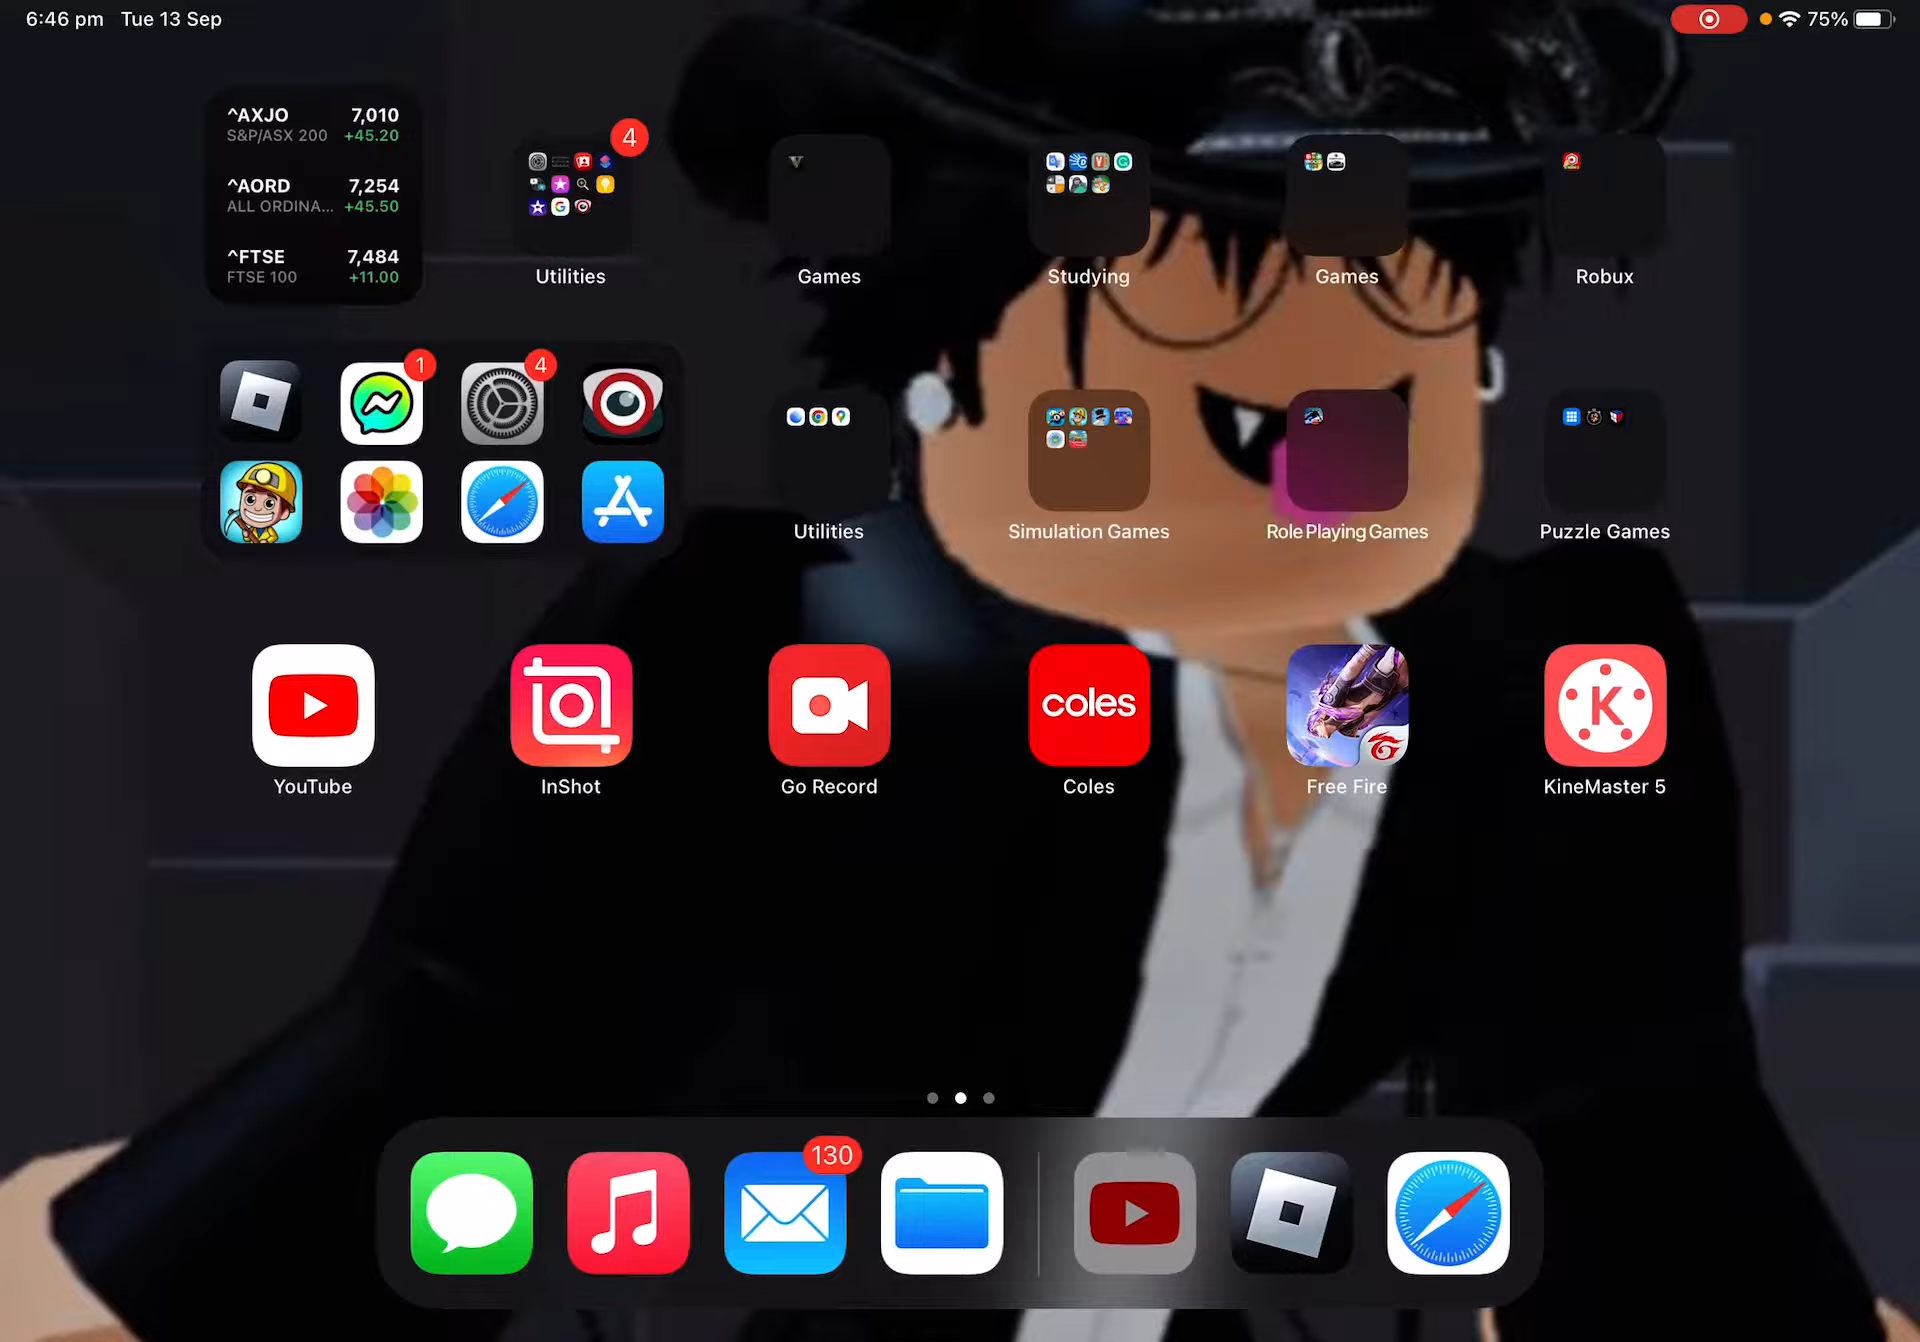 6:46 pm Tue 13 Sep
75%
^AXJO 7,010
S&P/ASX 200 +45.20
^AORD 7,254
ALL ORDINA... +45.50
^FTSE 7,484
FTSE 100 +11.00
4
Utilities
Games
Studying
Games
Robux
1
4
Utilities
Simulation Games
Role Playing Games
Puzzle Games
coles
K
YouTube
InShot
Go Record
Coles
Free Fire
KineMaster 5
130